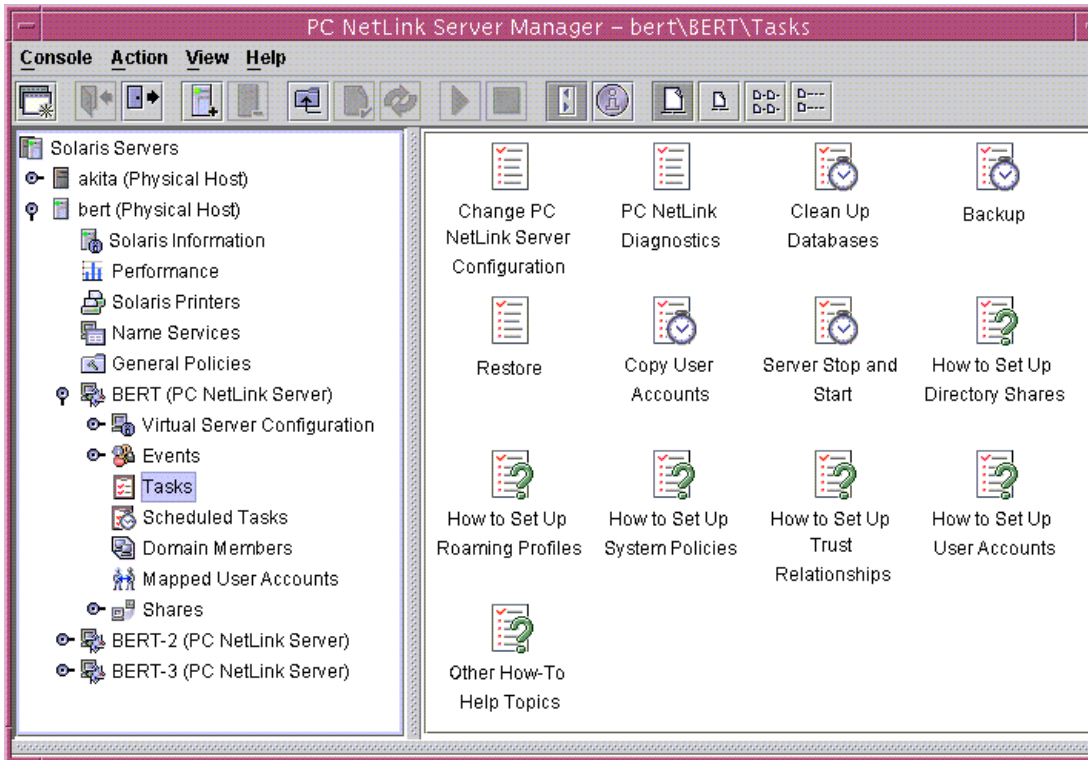 PC NetLink Server Manager – bert\BERT\Tasks
Console Action View Help
Solaris Servers
akita (Physical Host)
bert (Physical Host)
Solaris Information
Performance
Solaris Printers
Name Services
General Policies
BERT (PC NetLink Server)
Virtual Server Configuration
Events
Tasks
Scheduled Tasks
Domain Members
Mapped User Accounts
Shares
BERT-2 (PC NetLink Server)
BERT-3 (PC NetLink Server)
Change PC
NetLink Server
Configuration
PC NetLink
Diagnostics
Clean Up
Databases
Backup
Restore
Copy User
Accounts
Server Stop and
Start
How to Set Up
Directory Shares
How to Set Up
Roaming Profiles
How to Set Up
System Policies
How to Set Up
Trust
Relationships
How to Set Up
User Accounts
Other How-To
Help Topics